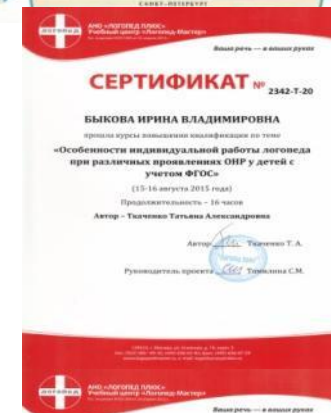 САНКТ-ПЕТЕРБУРГ
ЛОГОПЕД
АНО «ЛОГОПЕД ПЛЮС»
Учебный центр «Логопед-Мастер»
Ваша речь — в ваших руках
СЕРТИФИКАТ № 2342-Т-20
БЫКОВА ИРИНА ВЛАДИМИРОВНА
прошла курсы повышения квалификации по теме
«Особенности индивидуальной работы логопеда
при различных проявлениях ОНР у детей с
учетом ФГОС»
(15-16 августа 2015 года)
Продолжительность – 16 часов
Автор – Ткаченко Татьяна Александровна
Автор Ткаченко Т. А.
Руководитель проекта Томилина С.М.
ЛОГОПЕД
АНО «ЛОГОПЕД ПЛЮС»
Учебный центр «Логопед-Мастер»
Ваша речь — в ваших руках